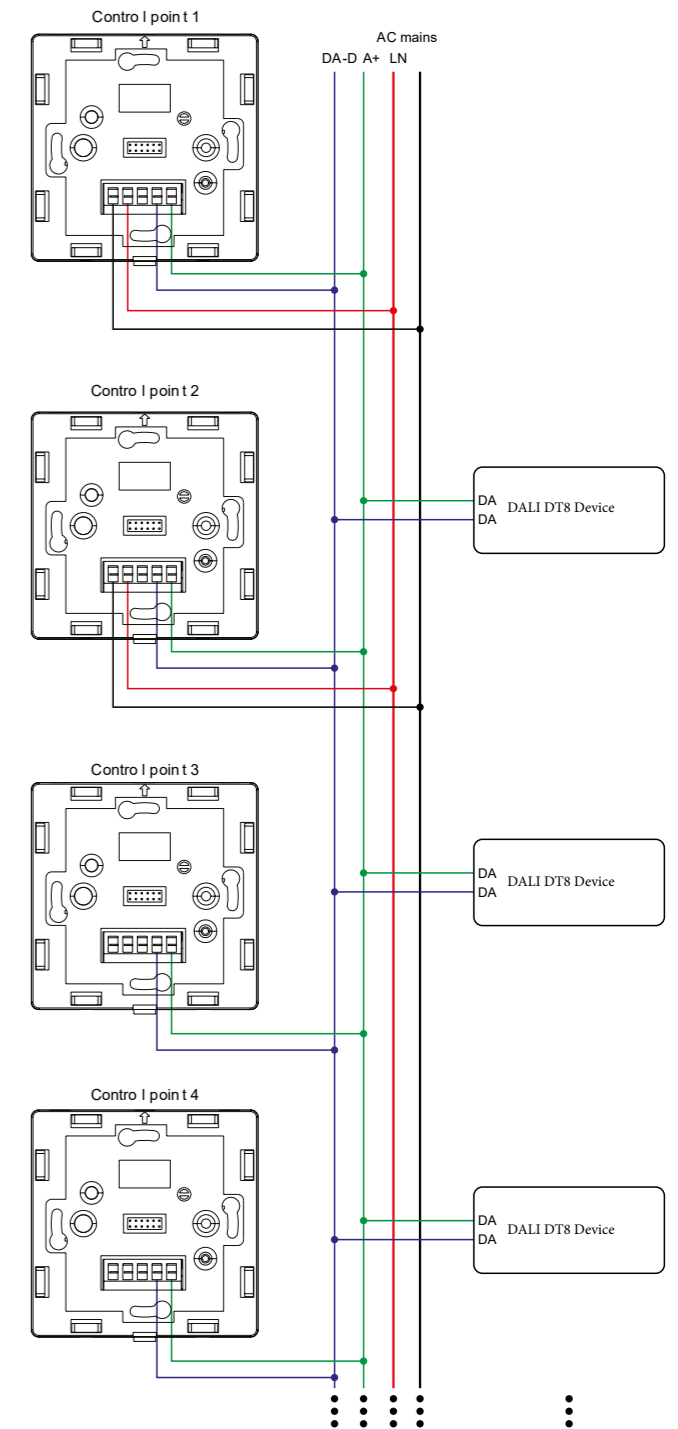 Contro l poin t 1
AC mains
DA-D A+ LN
Contro l poin t 2
DA
DALI DT8 Device
DA
Contro l poin t 3
DA
DALI DT8 Device
DA
Contro l poin t 4
DA
DALI DT8 Device
DA